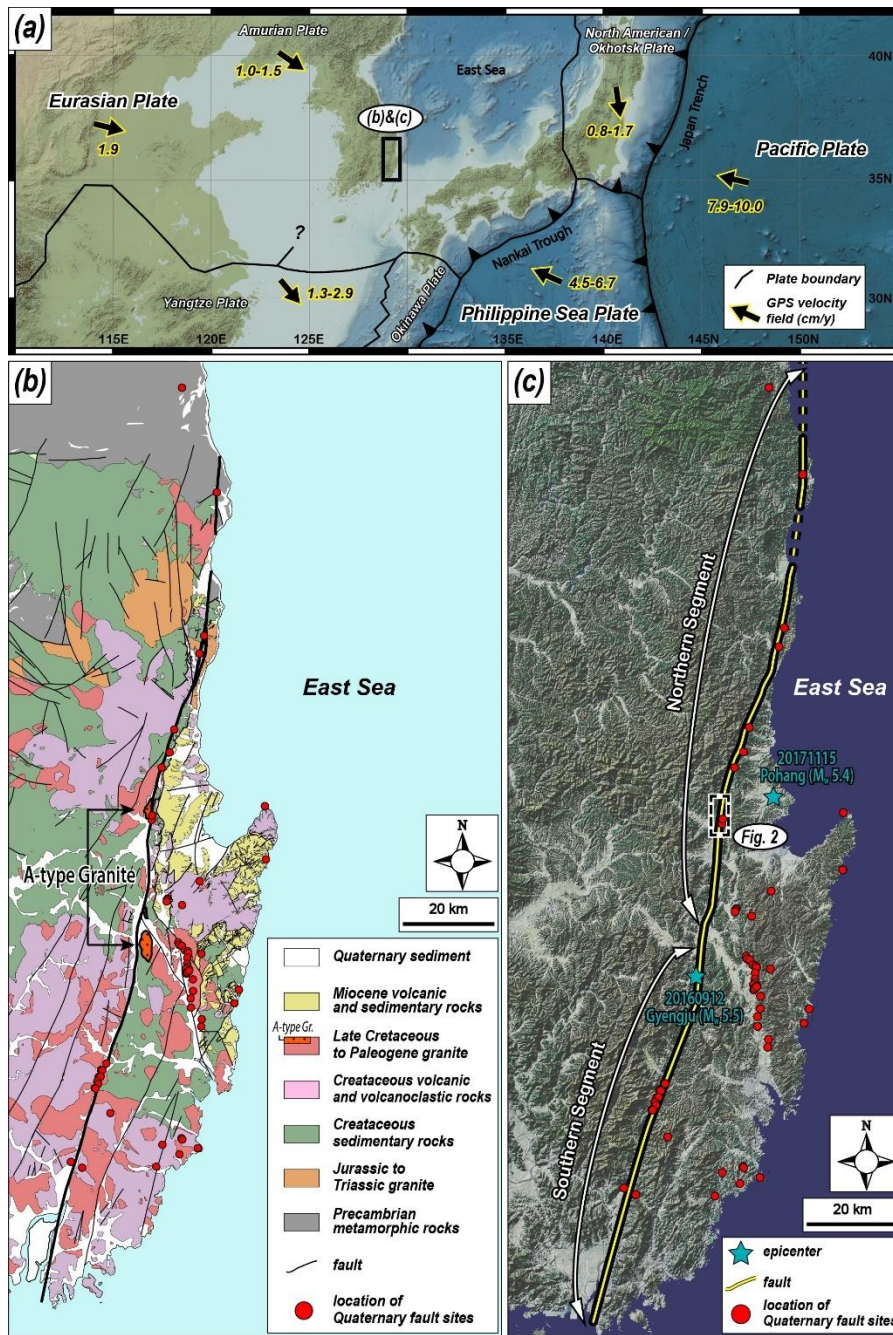 (a)
Amurian Plate
1.0-1.5
East Sea
North American /
Okhotsk Plate
40N
Eurasian Plate
1.9
(b)&(c)
0.8-1.7
Japan Trench
Pacific Plate
35N
7.9-10.0
?
Nankai Trough
Yangtze Plate
1.3-2.9
Okinawa Plate
4.5-6.7
Philippine Sea Plate
30N
Plate boundary
GPS velocity
field (cm/y)
115E
120E
125E
130E
135E
140E
145E
150E
(b)
East Sea
A-type Granite
N
20 km
Quaternary sediment
Miocene volcanic
and sedimentary rocks
A-type Gr.
Late Cretaceous
to Paleogene granite
Creataceous volcanic
and volcanoclastic rocks
Creataceous
sedimentary rocks
Jurassic to
Triassic granite
Precambrian
metamorphic rocks
fault
location of
Quaternary fault sites
(c)
Northern Segment
East Sea
20171115
Pohang (ML 5.4)
Fig. 2
20160912
Gyengju (ML 5.5)
Southern Segment
N
20 km
epicenter
fault
location of
Quaternary fault sites